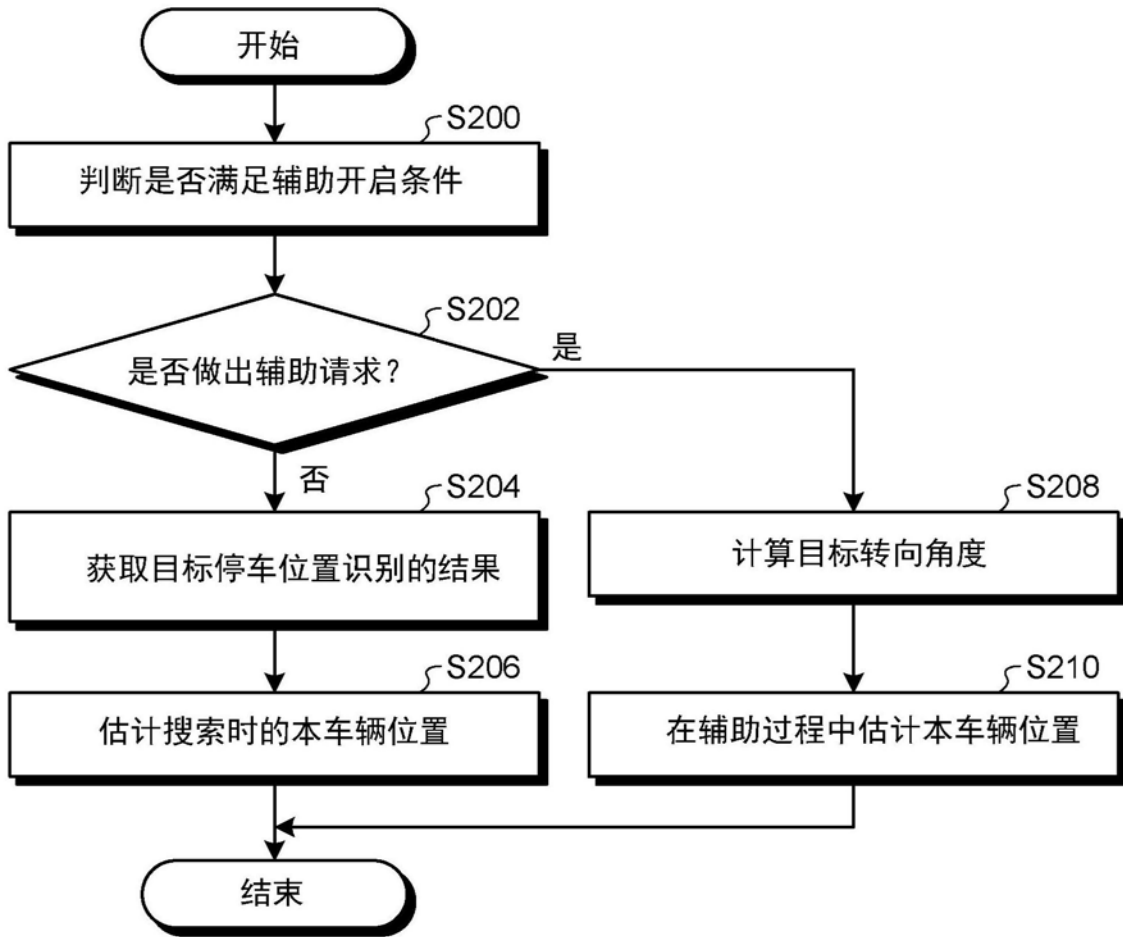 开始
S200
判断是否满足辅助开启条件
S202
是否做出辅助请求?
是
否
S204
获取目标停车位置识别的结果
S206
估计搜索时的本车辆位置
S208
计算目标转向角度
S210
在辅助过程中估计本车辆位置
结束